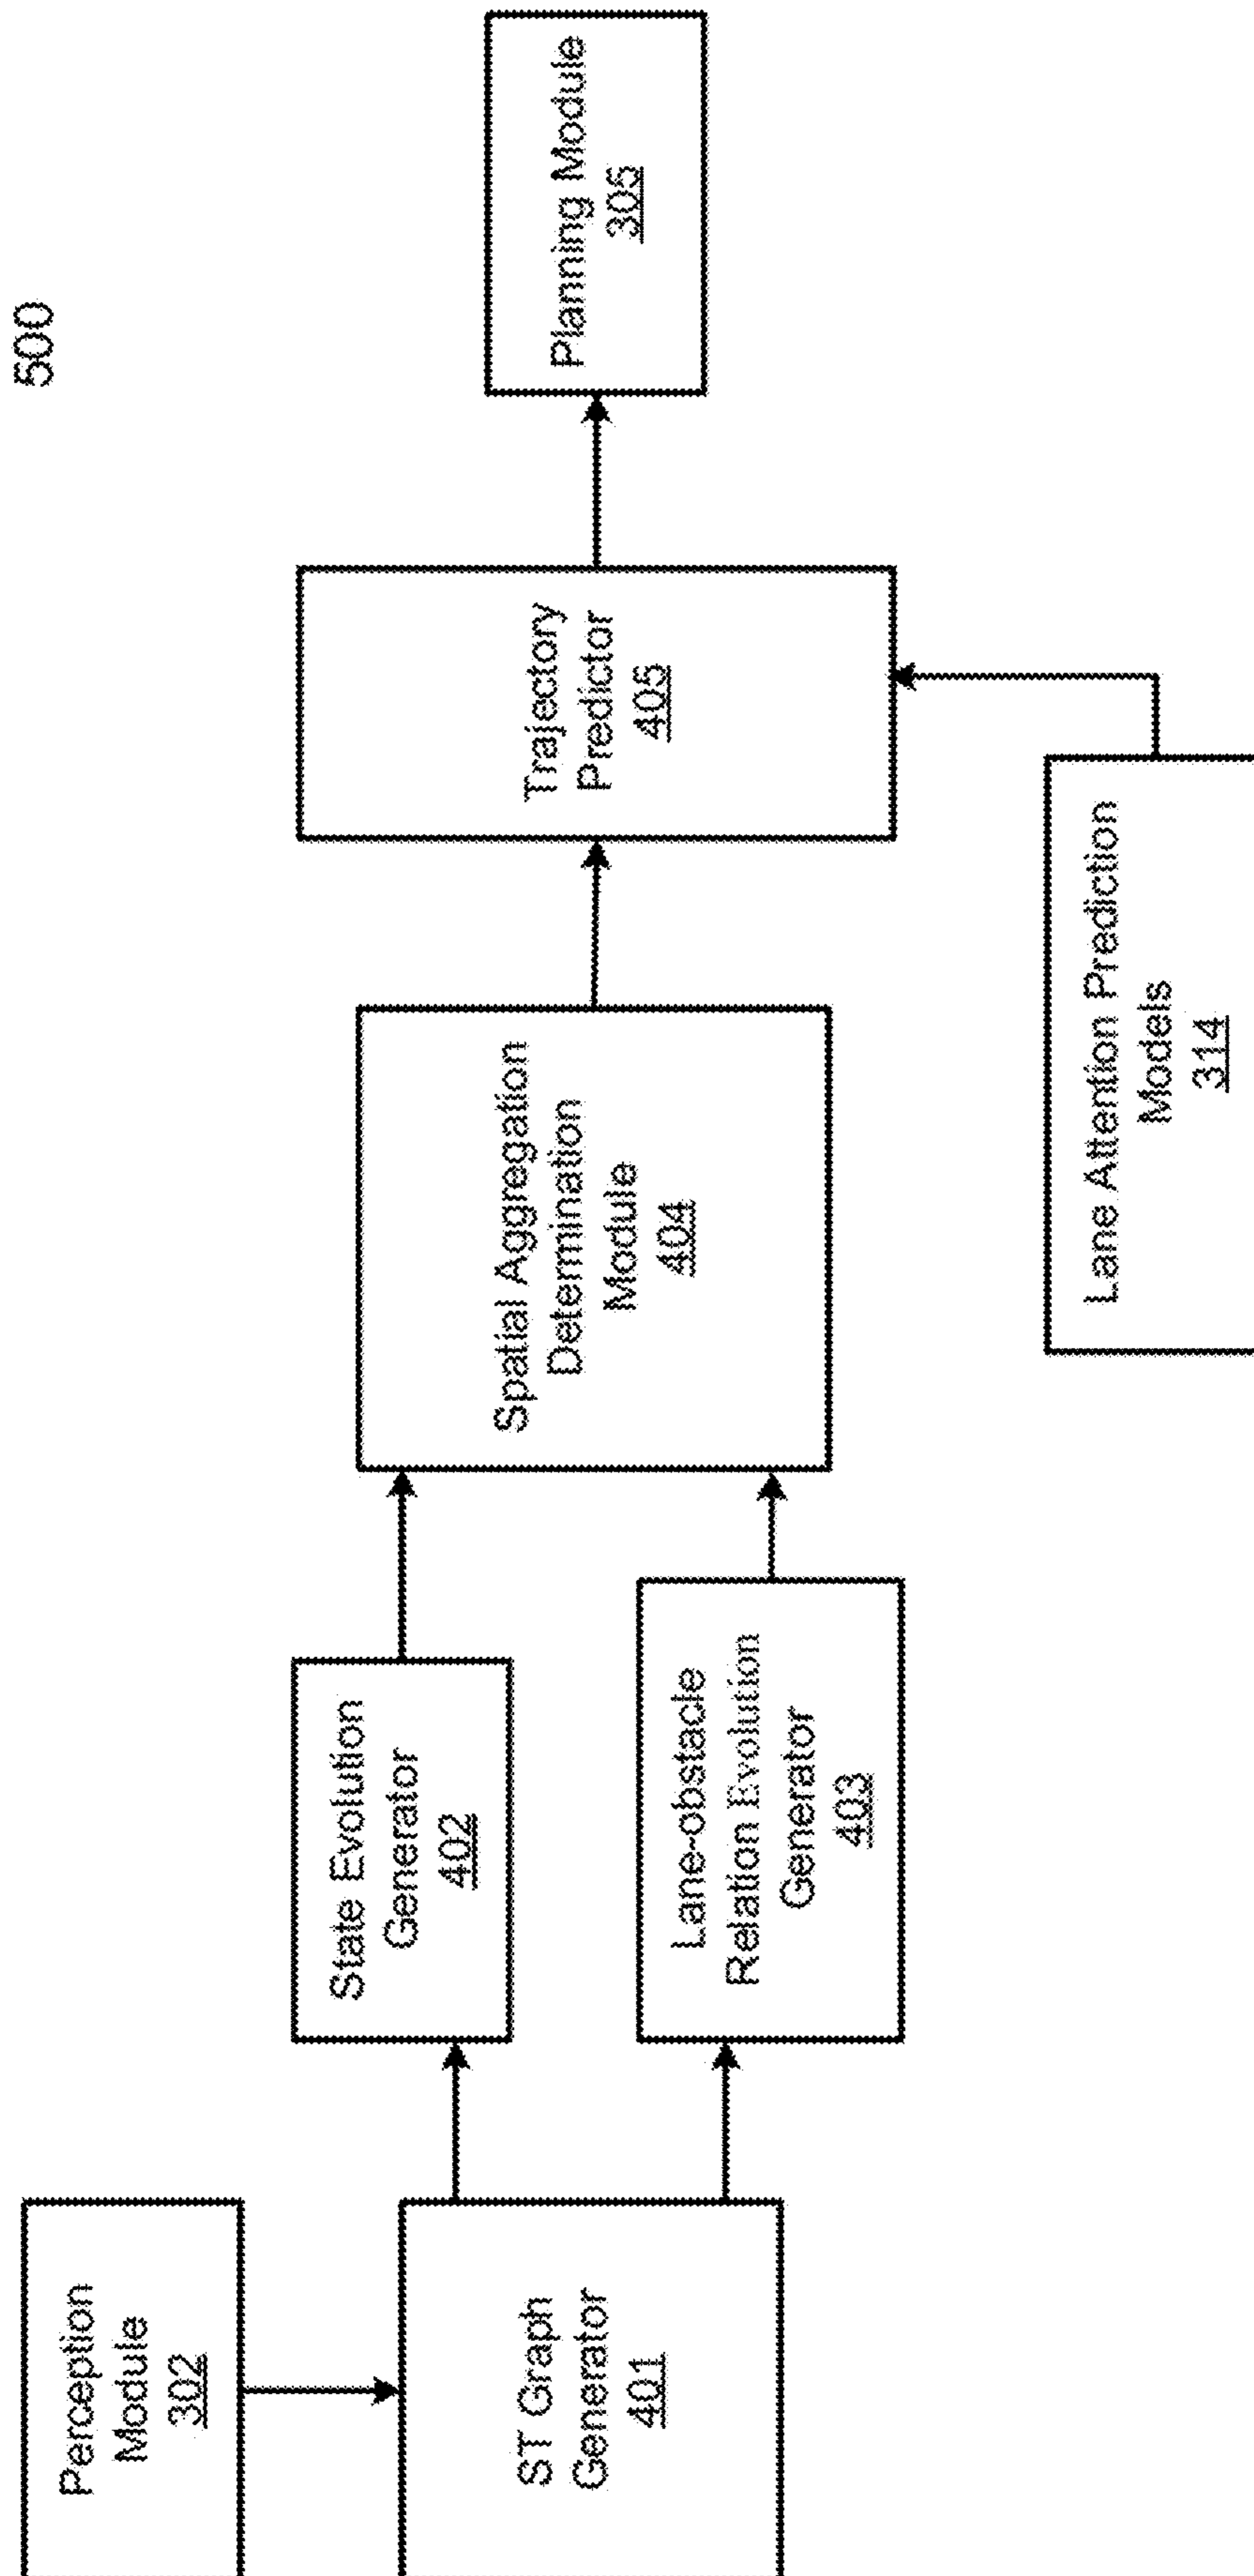 500
Perception
Module
302
ST Graph
Generator
401
State Evolution
Generator
402
Lane-obstacle
Relation Evolution
Generator
403
Spatial Aggregation
Determination
Module
404
Trajectory
Predictor
405
Planning Module
305
Lane Attention Prediction
Models
314